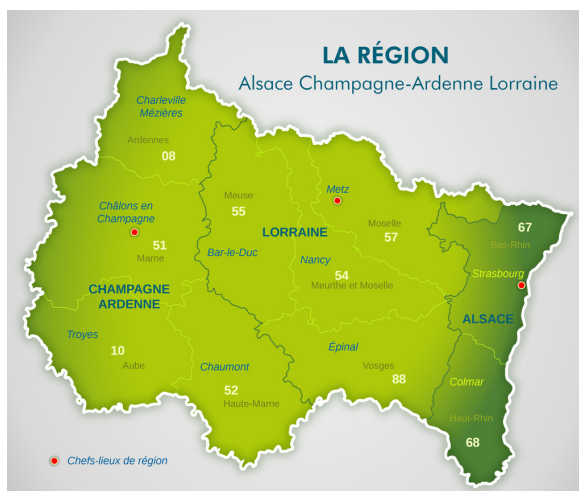 LA RÉGION
Alsace Champagne-Ardenne Lorraine
Charleville
Mézières
Ardennes
08
Châlons en
Champagne
51
Marne
Meuse
55
LORRAINE
Bar-le-Duc
Metz
Moselle
57
Nancy
54
Meurthe et Moselle
67
Bas-Rhin
Strasbourg
ALSACE
CHAMPAGNE
ARDENNE
Troyes
10
Aube
Chaumont
52
Haute-Marne
Épinal
Vosges
88
Colmar
Haut-Rhin
68
Chefs-lieux de région